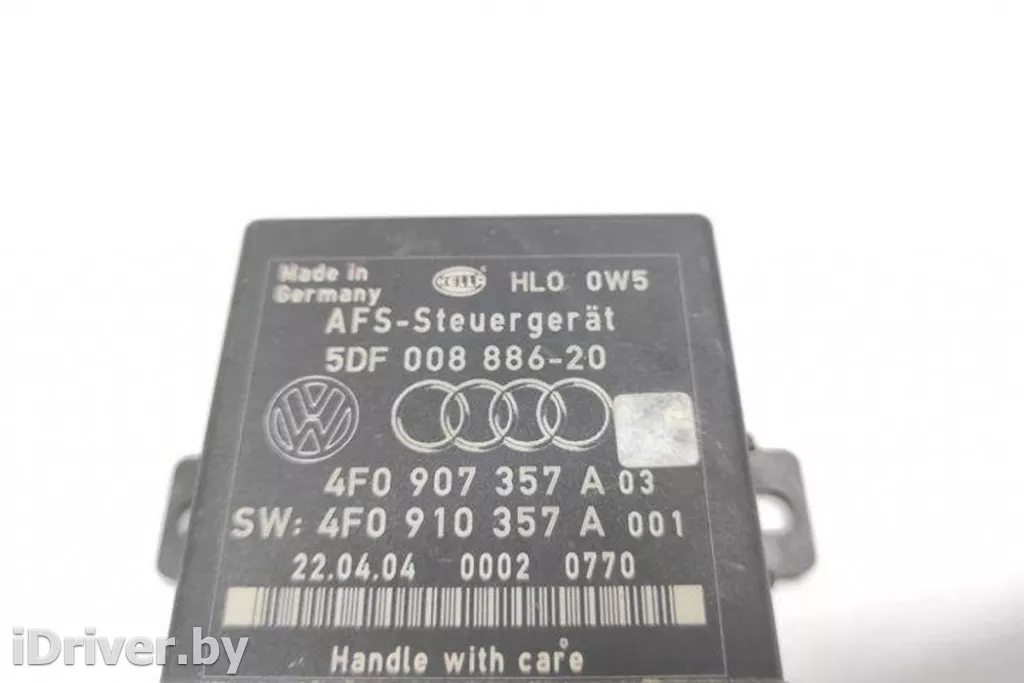 Made in
Germany
HELLA
HLO 0W5
AFS-Steuergerät
5DF 008 886-20
4F0 907 357 A 03
SW: 4F0 910 357 A 001
22.04.04 0002 0770
Handle with care
iDriver.by